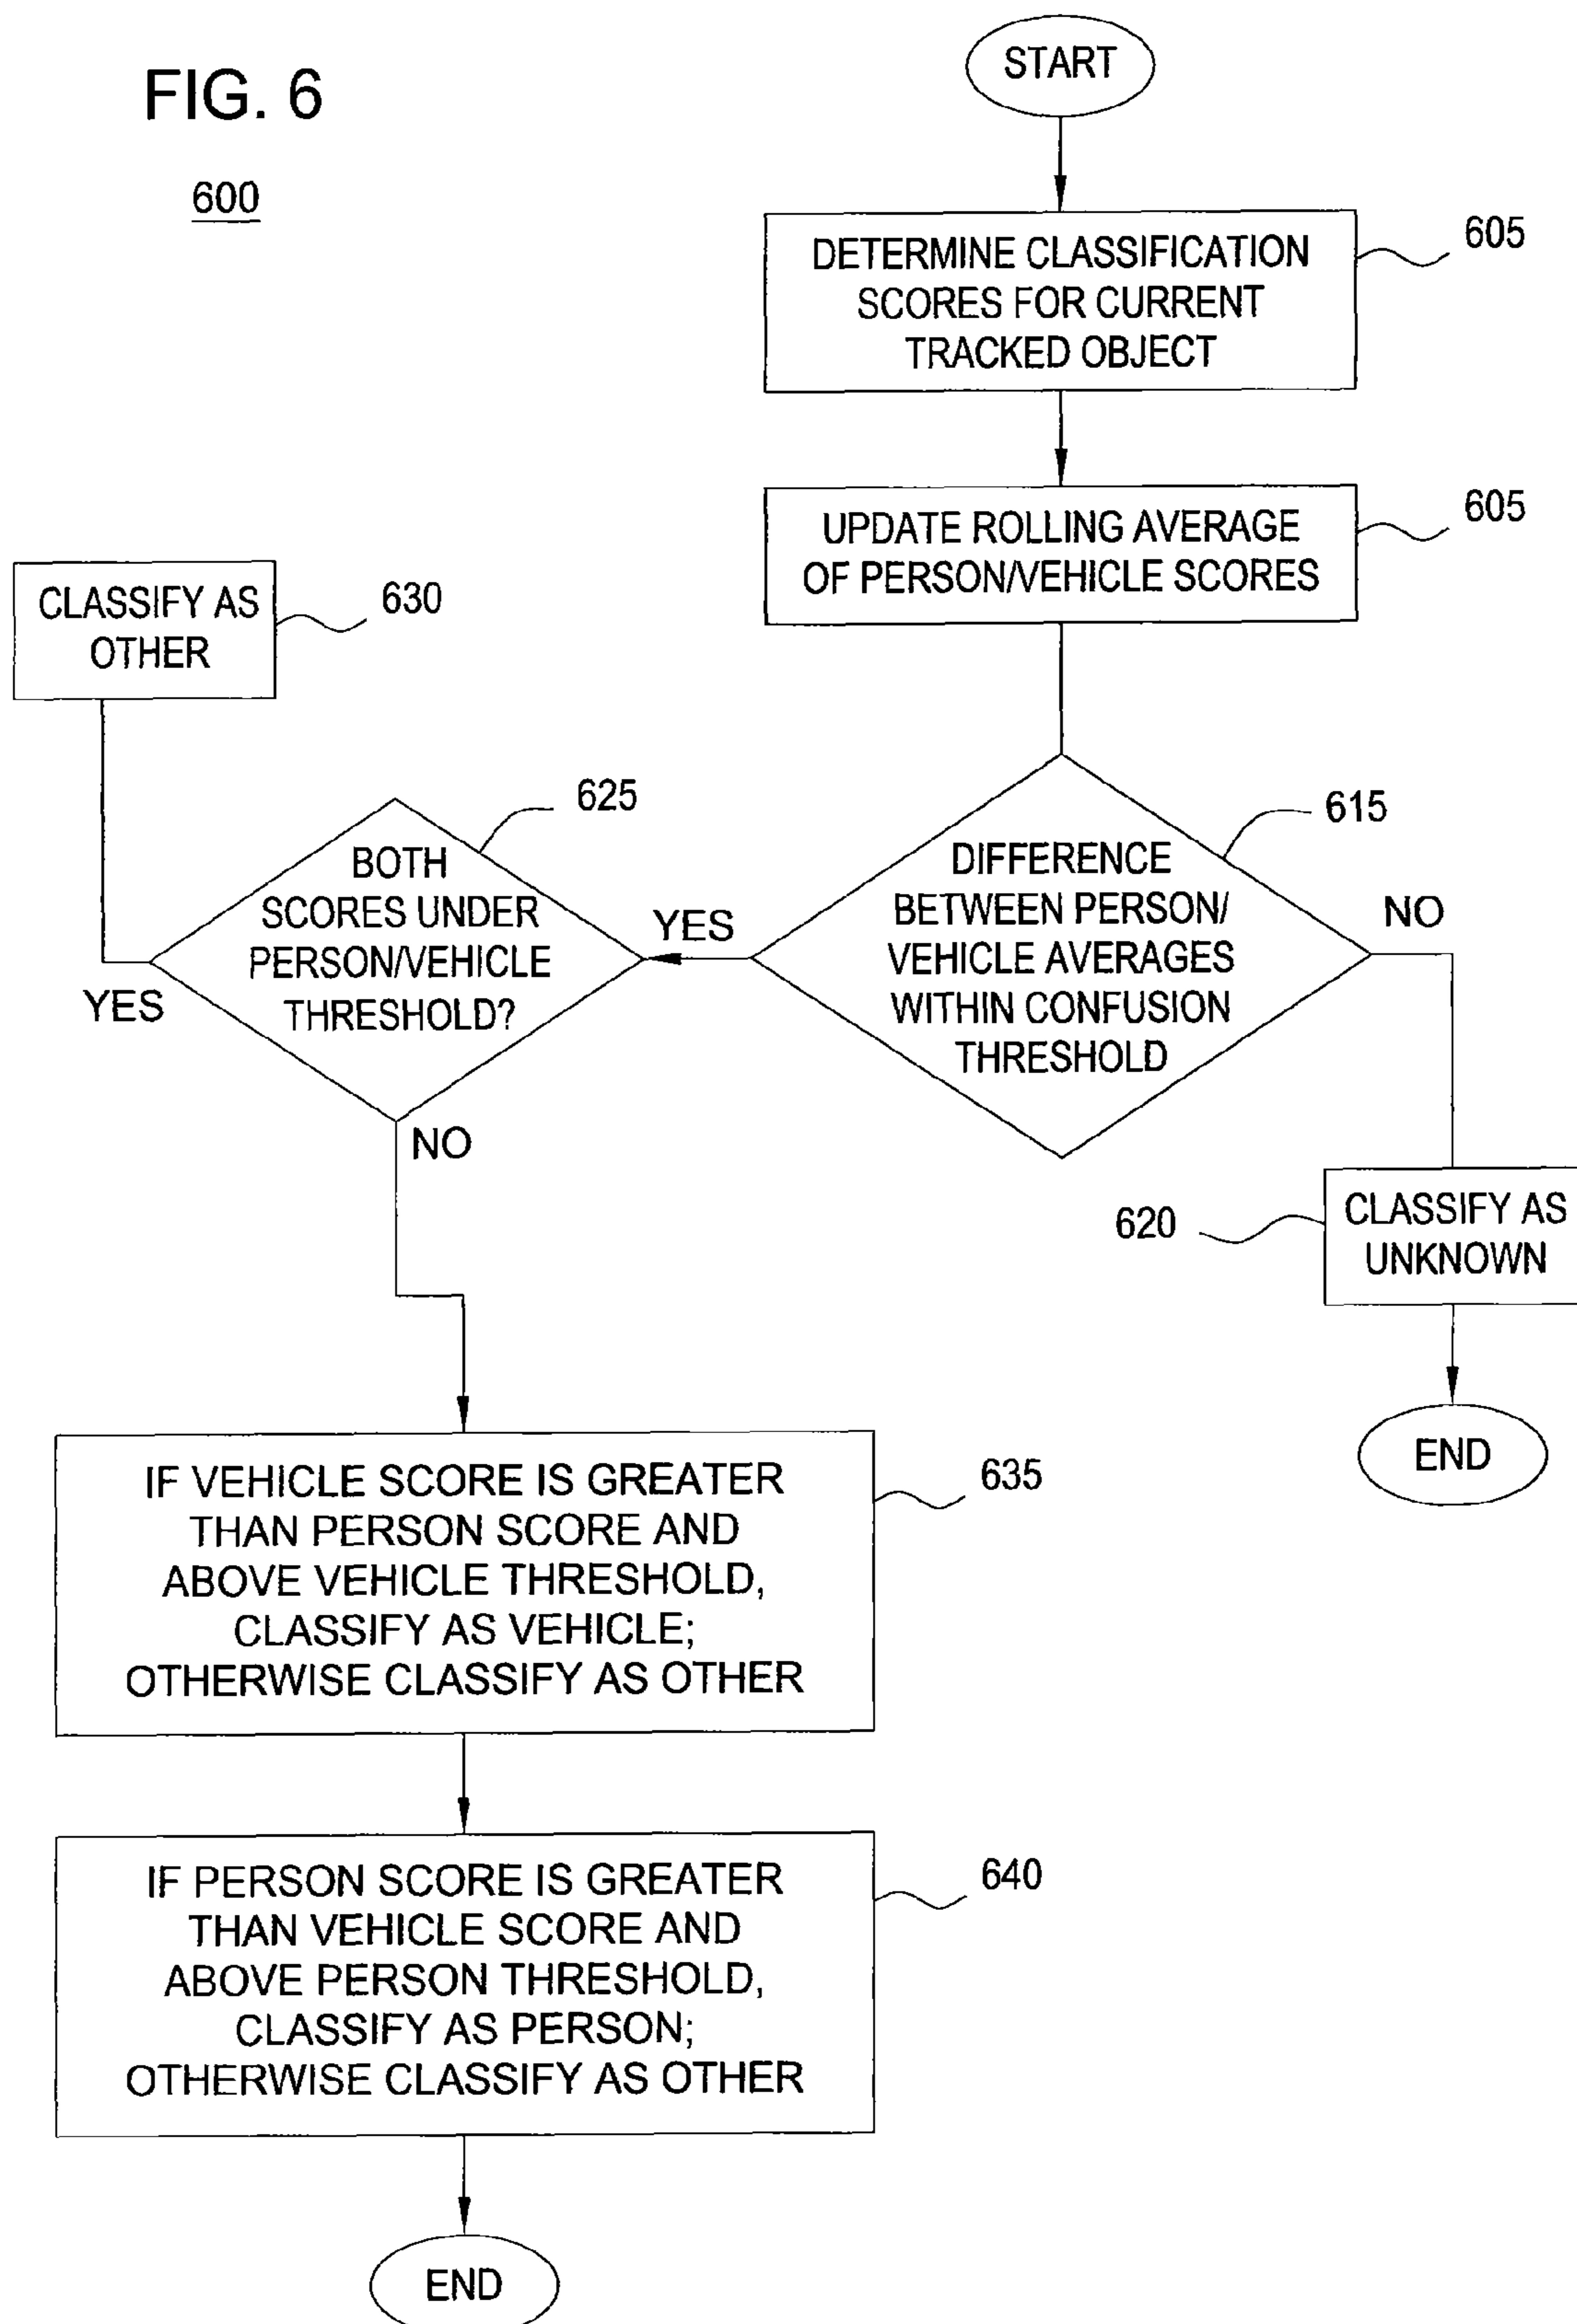 FIG. 6
600
START
DETERMINE CLASSIFICATION
SCORES FOR CURRENT
TRACKED OBJECT
605
UPDATE ROLLING AVERAGE
OF PERSON/VEHICLE SCORES
605
CLASSIFY AS
OTHER
630
BOTH
SCORES UNDER
PERSON/VEHICLE
THRESHOLD?
625
YES
NO
YES
DIFFERENCE
BETWEEN PERSON/
VEHICLE AVERAGES
WITHIN CONFUSION
THRESHOLD
615
NO
620
CLASSIFY AS
UNKNOWN
END
IF VEHICLE SCORE IS GREATER
THAN PERSON SCORE AND
ABOVE VEHICLE THRESHOLD,
CLASSIFY AS VEHICLE;
OTHERWISE CLASSIFY AS OTHER
635
IF PERSON SCORE IS GREATER
THAN VEHICLE SCORE AND
ABOVE PERSON THRESHOLD,
CLASSIFY AS PERSON;
OTHERWISE CLASSIFY AS OTHER
640
END